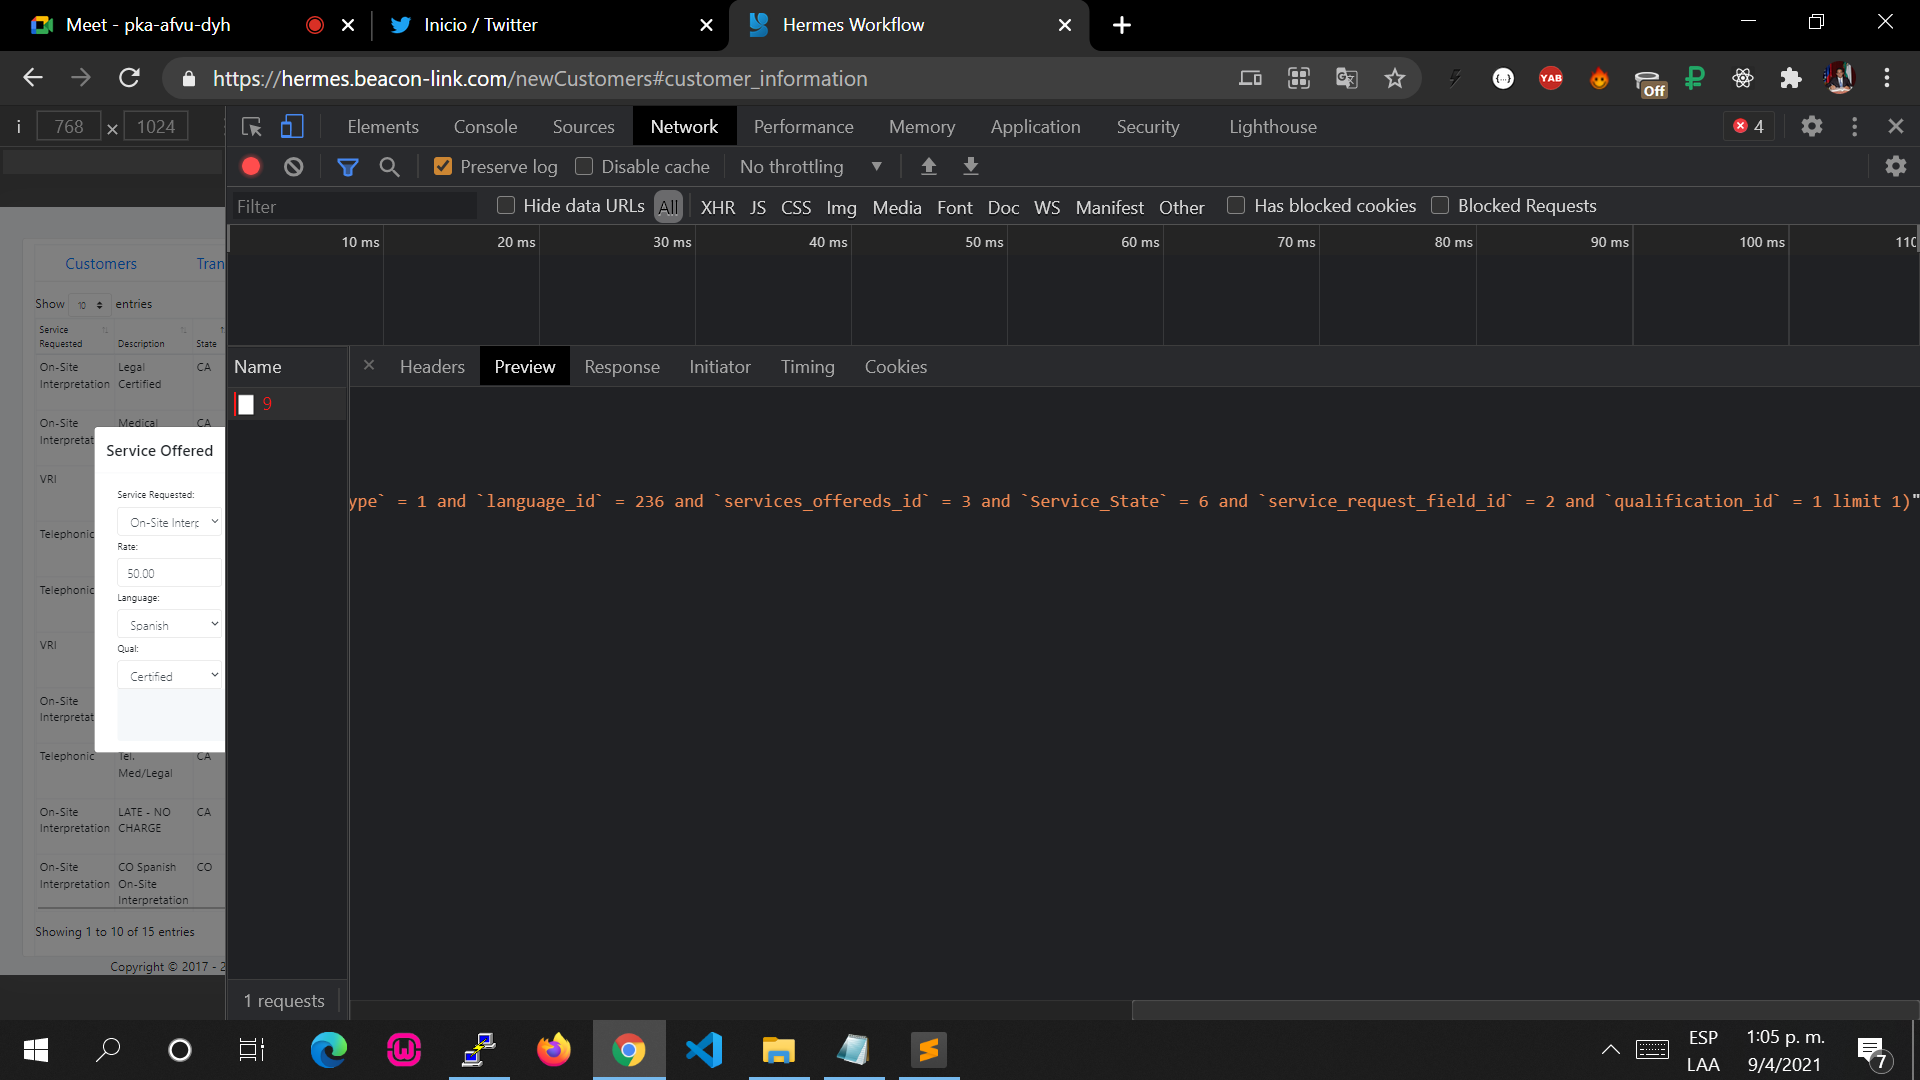 Meet - pka-afvu-dyh
Inicio / Twitter
Hermes Workflow
https://hermes.beacon-link.com/newCustomers#customer_information
YAB
Off
i 768 × 1024
Elements Console Sources Network Performance Memory Application Security Lighthouse 4
Preserve log Disable cache No throttling
Filter Hide data URLs All XHR JS CSS Img Media Font Doc WS Manifest Other Has blocked cookies Blocked Requests
10 ms 20 ms 30 ms 40 ms 50 ms 60 ms 70 ms 80 ms 90 ms 100 ms 110
Name Headers Preview Response Initiator Timing Cookies
9
ype` = 1 and `language_id` = 236 and `services_offereds_id` = 3 and `Service_State` = 6 and `service_request_field_id` = 2 and `qualification_id` = 1 limit 1)"
1 requests
Customers Tran
Show 10 entries
Service Requested Description State
On-Site Interpretation Legal Certified CA
On-Site Interpretat Medical CA
VRI
Telephonic
Telephonic
VRI
On-Site Interpretat
Telephonic Tel. Med/Legal CA
On-Site Interpretation LATE - NO CHARGE CA
On-Site Interpretation CO Spanish On-Site Interpretation CO
Showing 1 to 10 of 15 entries
Copyright © 2017 - 2
Service Offered
Service Requested:
On-Site Interp
Rate:
50.00
Language:
Spanish
Qual:
Certified
ESP
LAA
1:05 p. m.
9/4/2021
7